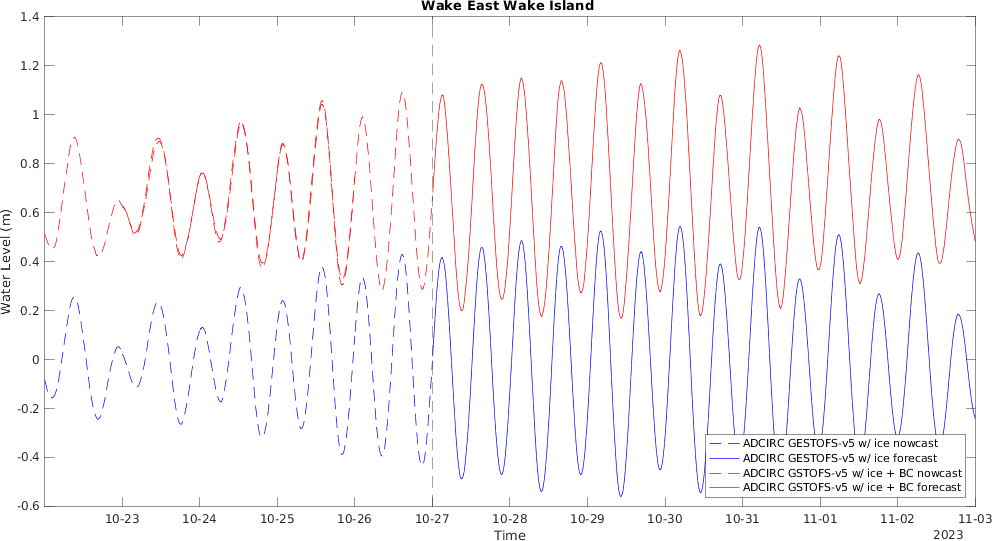 Wake East Wake Island
1.4
1.2
1
0.8
0.6
0.4
0.2
0
-0.2
-0.4
-0.6
Water Level (m)
ADCIRC GESTOFS-v5 w/ ice nowcast
ADCIRC GESTOFS-v5 w/ ice forecast
ADCIRC GSTOFS-v5 w/ ice + BC nowcast
ADCIRC GSTOFS-v5 w/ ice + BC forecast
10-23 10-24 10-25 10-26 10-27 10-28 10-29 10-30 10-31 11-01 11-02 11-03
Time
2023